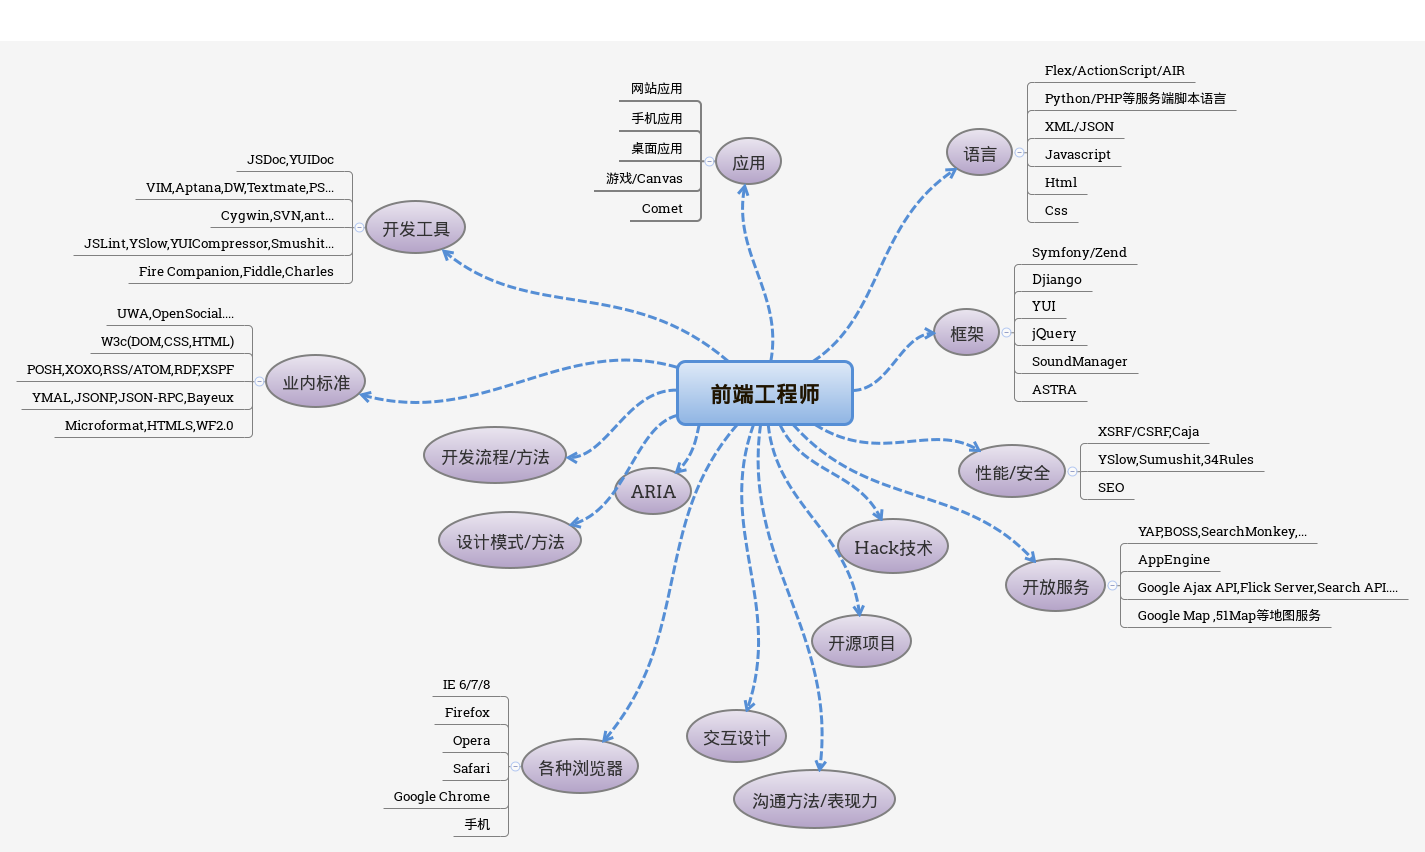 前端工程师
语言
Flex/ActionScript/AIR
Python/PHP等服务端脚本语言
XML/JSON
Javascript
Html
Css
框架
Symfony/Zend
Djiango
YUI
jQuery
SoundManager
ASTRA
性能/安全
XSRF/CSRF,Caja
YSlow,Sumushit,34Rules
SEO
开放服务
YAP,BOSS,SearchMonkey,...
AppEngine
Google Ajax API,Flick Server,Search API....
Google Map ,51Map等地图服务
Hack技术
开源项目
沟通方法/表现力
交互设计
各种浏览器
IE 6/7/8
Firefox
Opera
Safari
Google Chrome
手机
ARIA
设计模式/方法
开发流程/方法
业内标准
UWA,OpenSocial....
W3c(DOM,CSS,HTML)
POSH,XOXO,RSS/ATOM,RDF,XSPF
YMAL,JSONP,JSON-RPC,Bayeux
Microformat,HTML5,WF2.0
开发工具
JSDoc,YUIDoc
VIM,Aptana,DW,Textmate,PS...
Cygwin,SVN,ant...
JSLint,YSlow,YUICompressor,Smushit...
Fire Companion,Fiddle,Charles
应用
网站应用
手机应用
桌面应用
游戏/Canvas
Comet